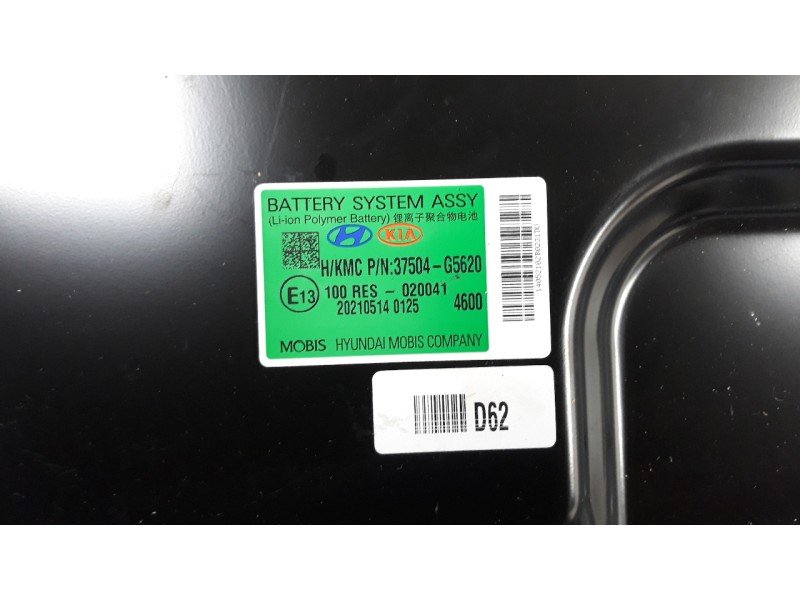 BATTERY SYSTEM ASSY
(Li-ion Polymer Battery) 锂离子聚合物电池
KIA
H/KMC P/N:37504-G5620
E13 100 RES - 020041
20210514 0125 4600
MOBIS HYUNDAI MOBIS COMPANY
D62